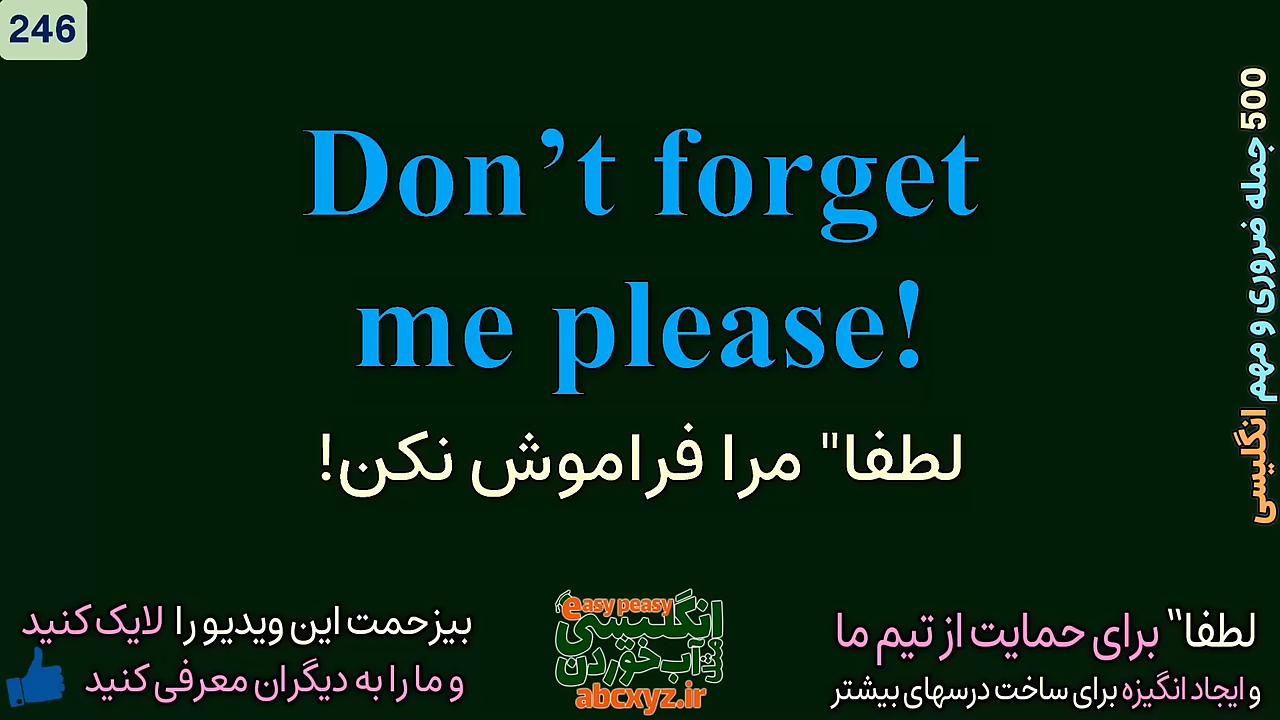 246
Don’t forget
me please!
لطفا" مرا فراموش نکن!
500 جمله ضروری و مهم انگلیسی
لطفا" برای حمایت از تیم ما
و ایجاد انگیزه برای ساخت درسهای بیشتر
easy peasy
انگلیسی
عین آب خوردن
abcxyz.ir
بیزحمت این ویدیو را لایک کنید
و ما را به دیگران معرفی کنید